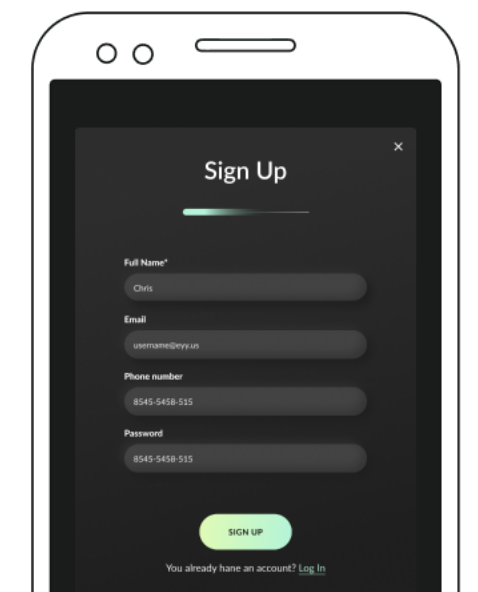 ×
Sign Up
Full Name*
Chris
Email
username@eyy.us
Phone number
8545-5458-515
Password
8545-5458-515
SIGN UP
You already hane an account? Log In